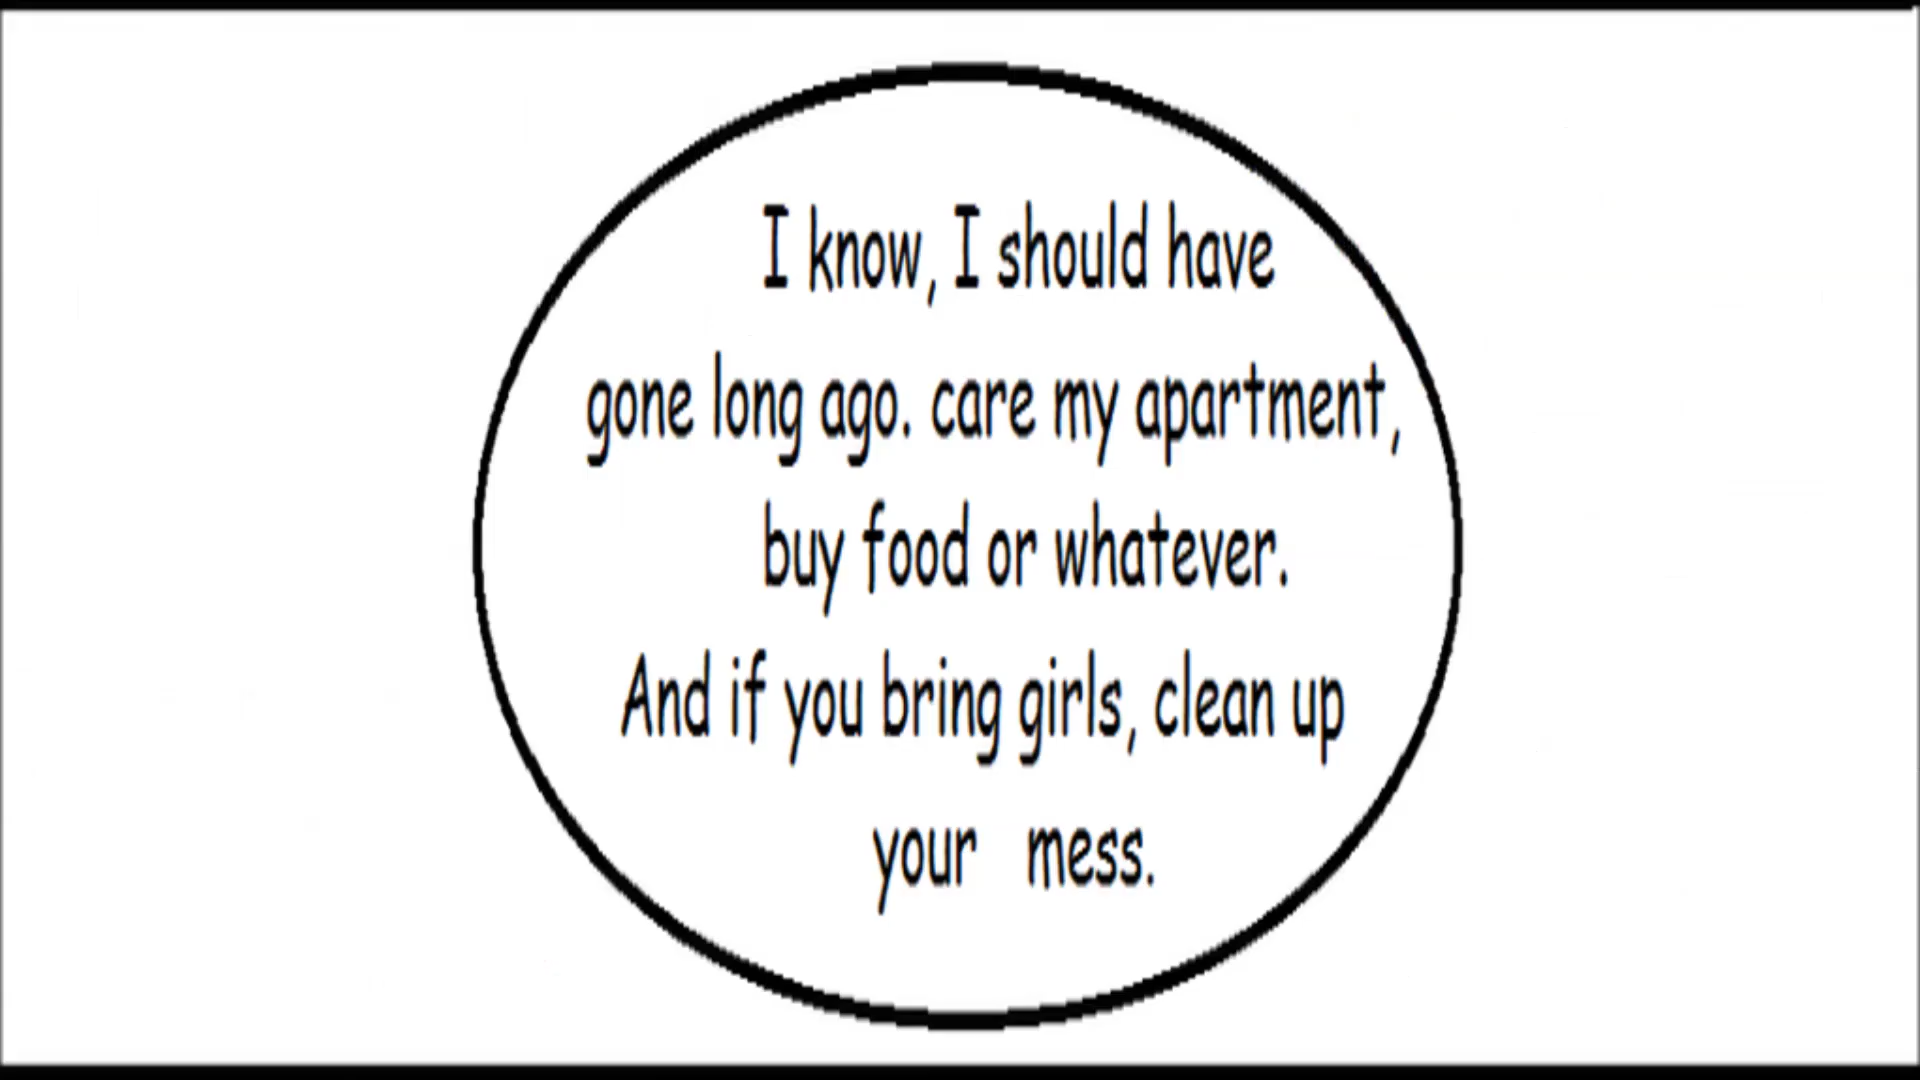 I know, I should have
gone long ago. care my apartment,
buy food or whatever.
And if you bring girls, clean up
your mess.